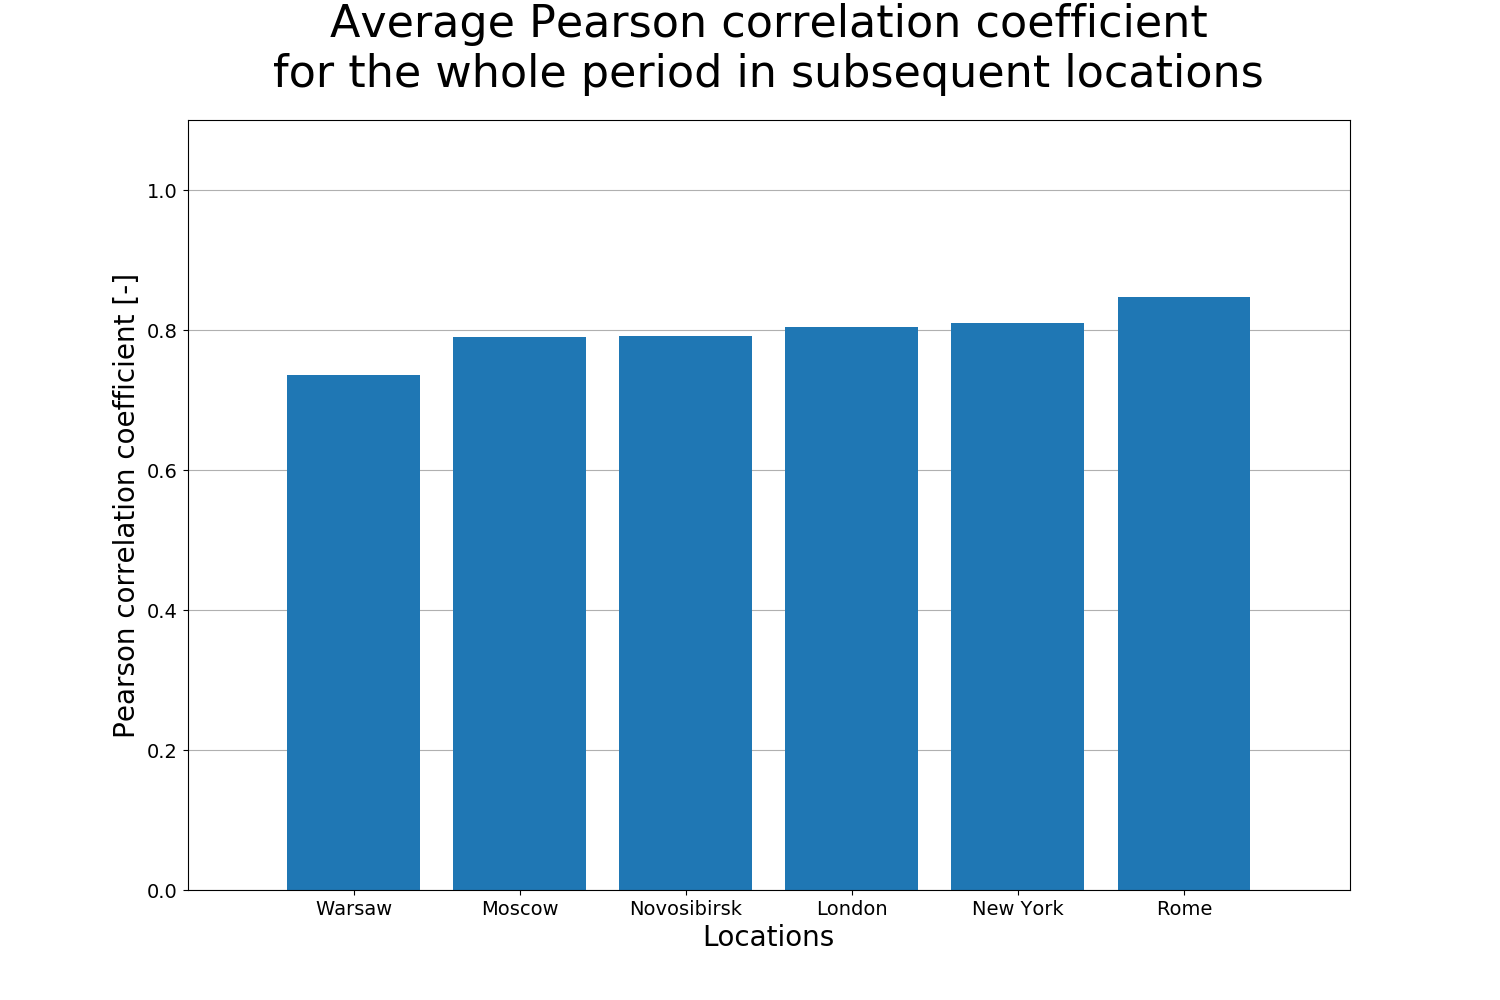 Average Pearson correlation coefficient
for the whole period in subsequent locations
Pearson correlation coefficient [-]
1.0
0.8
0.6
0.4
0.2
0.0
Warsaw Moscow Novosibirsk London New York Rome
Locations